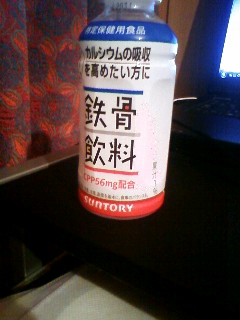 特定保健用食品
カルシウムの吸収
を高めたい方に
鉄骨
飲料
CPP56mg配合
SUNTORY